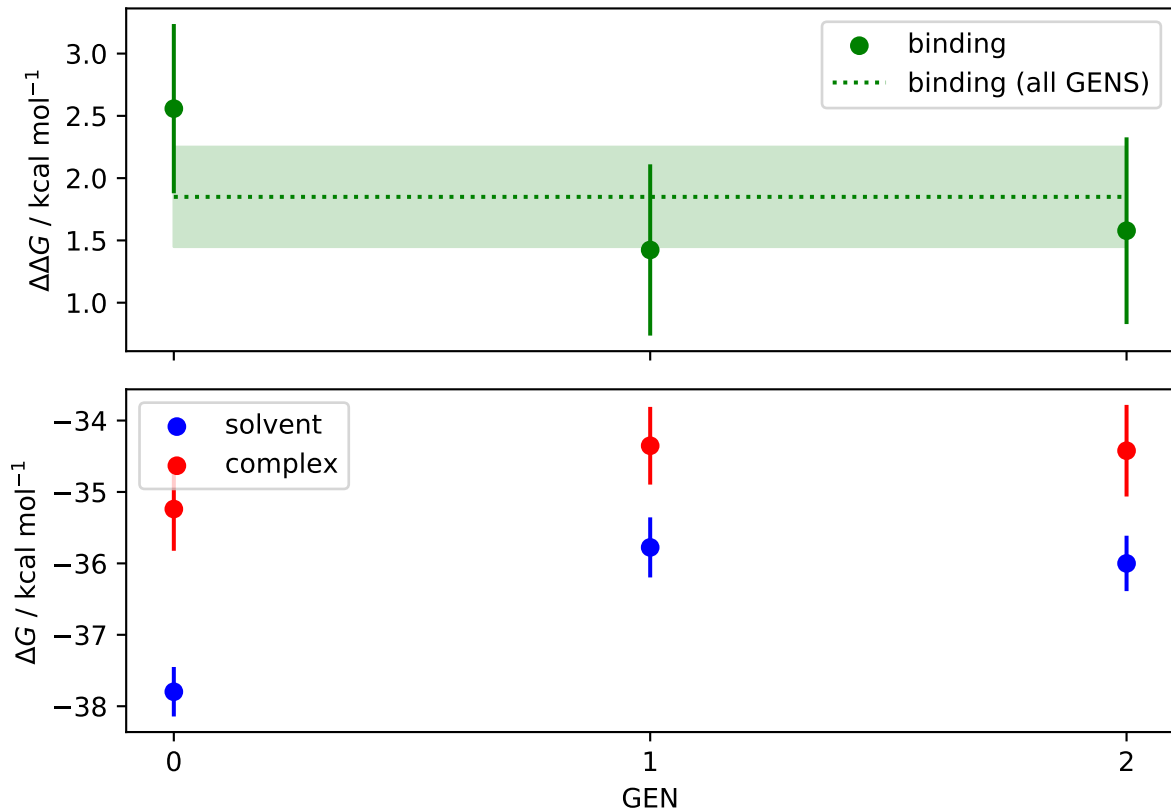 3.0
2.5
2.0
1.5
1.0
ΔΔG / kcal mol⁻¹
binding
binding (all GENS)
−34
−35
−36
−37
−38
ΔG / kcal mol⁻¹
solvent
complex
0
1
2
GEN